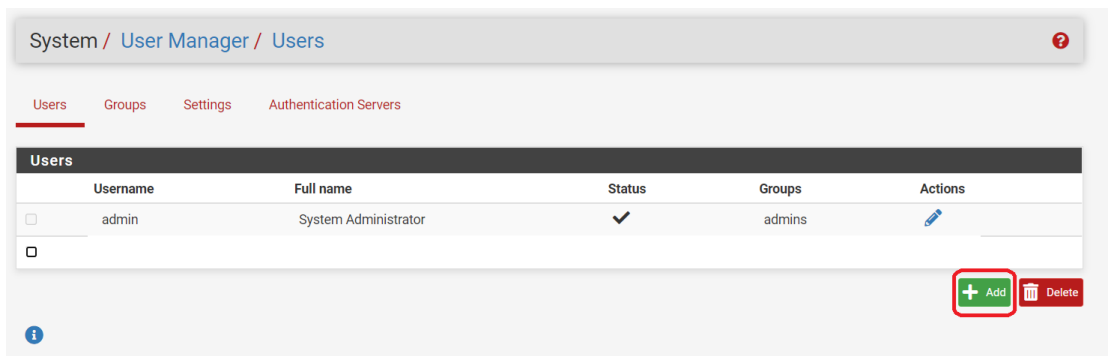 System / User Manager / Users
Users Groups Settings Authentication Servers
Users
Username Full name Status Groups Actions
admin System Administrator admins
Add Delete